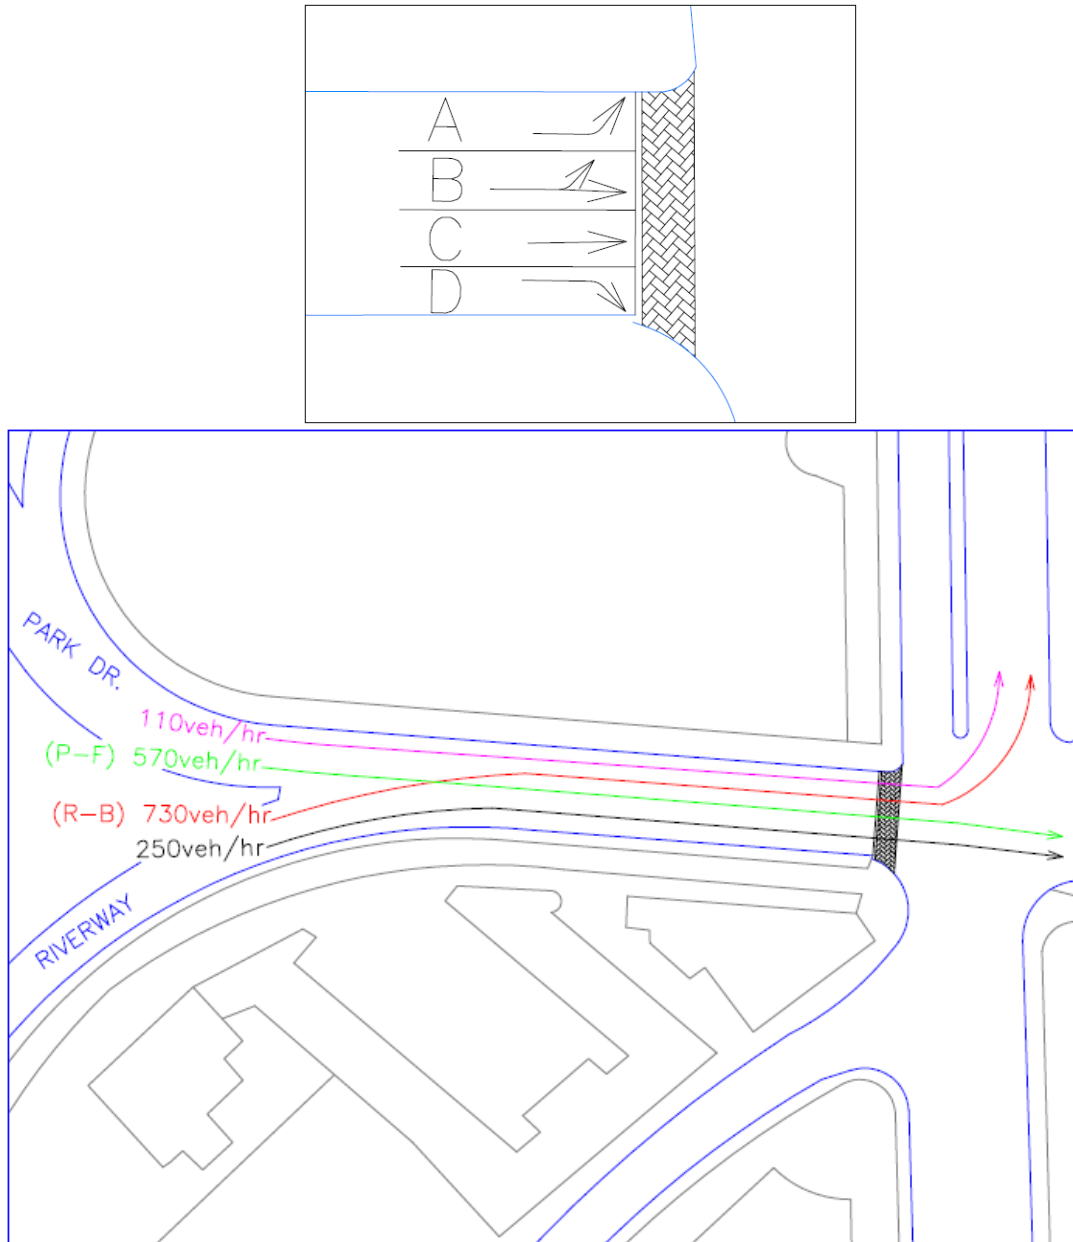 A
B
C
D
PARK DR.
110veh/hr
(P-F) 570veh/hr
(R-B) 730veh/hr
250veh/hr
RIVERWAY